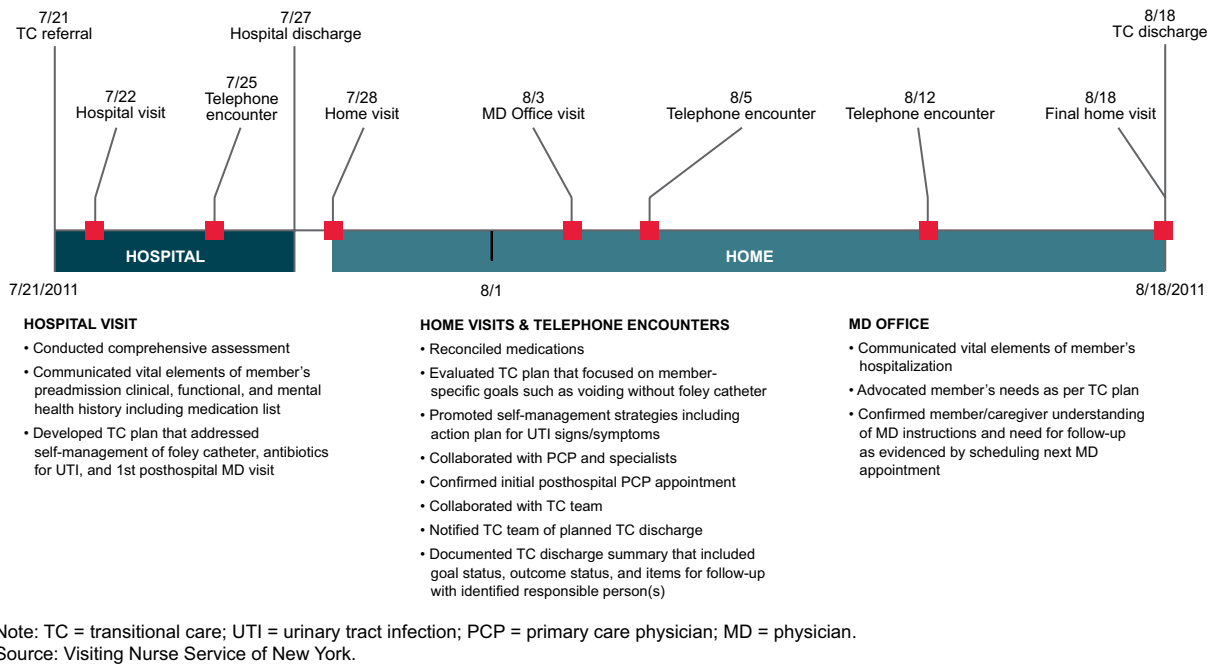 7/21
TC referral
7/27
Hospital discharge
8/18
TC discharge
7/22
Hospital visit
7/25
Telephone
encounter
7/28
Home visit
8/3
MD Office visit
8/5
Telephone encounter
8/12
Telephone encounter
8/18
Final home visit
HOSPITAL
HOME
7/21/2011
8/1
8/18/2011
HOSPITAL VISIT
• Conducted comprehensive assessment
• Communicated vital elements of member's
preadmission clinical, functional, and mental
health history including medication list
• Developed TC plan that addressed
self-management of foley catheter, antibiotics
for UTI, and 1st posthospital MD visit
HOME VISITS & TELEPHONE ENCOUNTERS
• Reconciled medications
• Evaluated TC plan that focused on member-
specific goals such as voiding without foley catheter
• Promoted self-management strategies including
action plan for UTI signs/symptoms
• Collaborated with PCP and specialists
• Confirmed initial posthospital PCP appointment
• Collaborated with TC team
• Notified TC team of planned TC discharge
• Documented TC discharge summary that included
goal status, outcome status, and items for follow-up
with identified responsible person(s)
MD OFFICE
• Communicated vital elements of member's
hospitalization
• Advocated member's needs as per TC plan
• Confirmed member/caregiver understanding
of MD instructions and need for follow-up
as evidenced by scheduling next MD
appointment
Note: TC = transitional care; UTI = urinary tract infection; PCP = primary care physician; MD = physician.
Source: Visiting Nurse Service of New York.